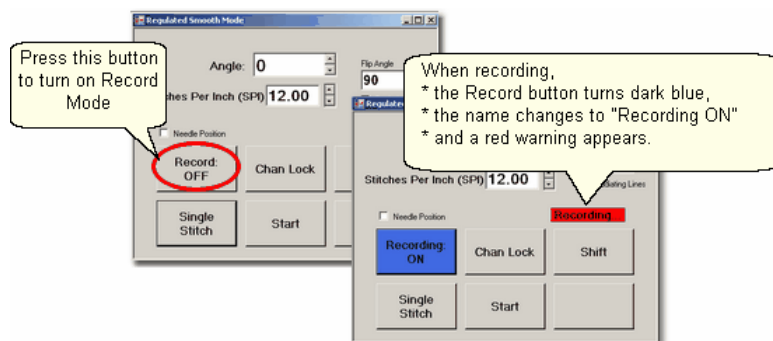 Regulated Smooth Mode
Press this button
to turn on Record
Mode
Angle:
0
Flip Angle
90
Stitches Per Inch (SPI)
12.00
Needle Position
Record:
OFF
Chan Lock
Single
Stitch
Start
When recording,
* the Record button turns dark blue,
* the name changes to "Recording ON"
* and a red warning appears.
Stitches Per Inch (SPI)
12.00
Lines
Needle Position
Recording...
Recording:
ON
Chan Lock
Shift
Single
Stitch
Start